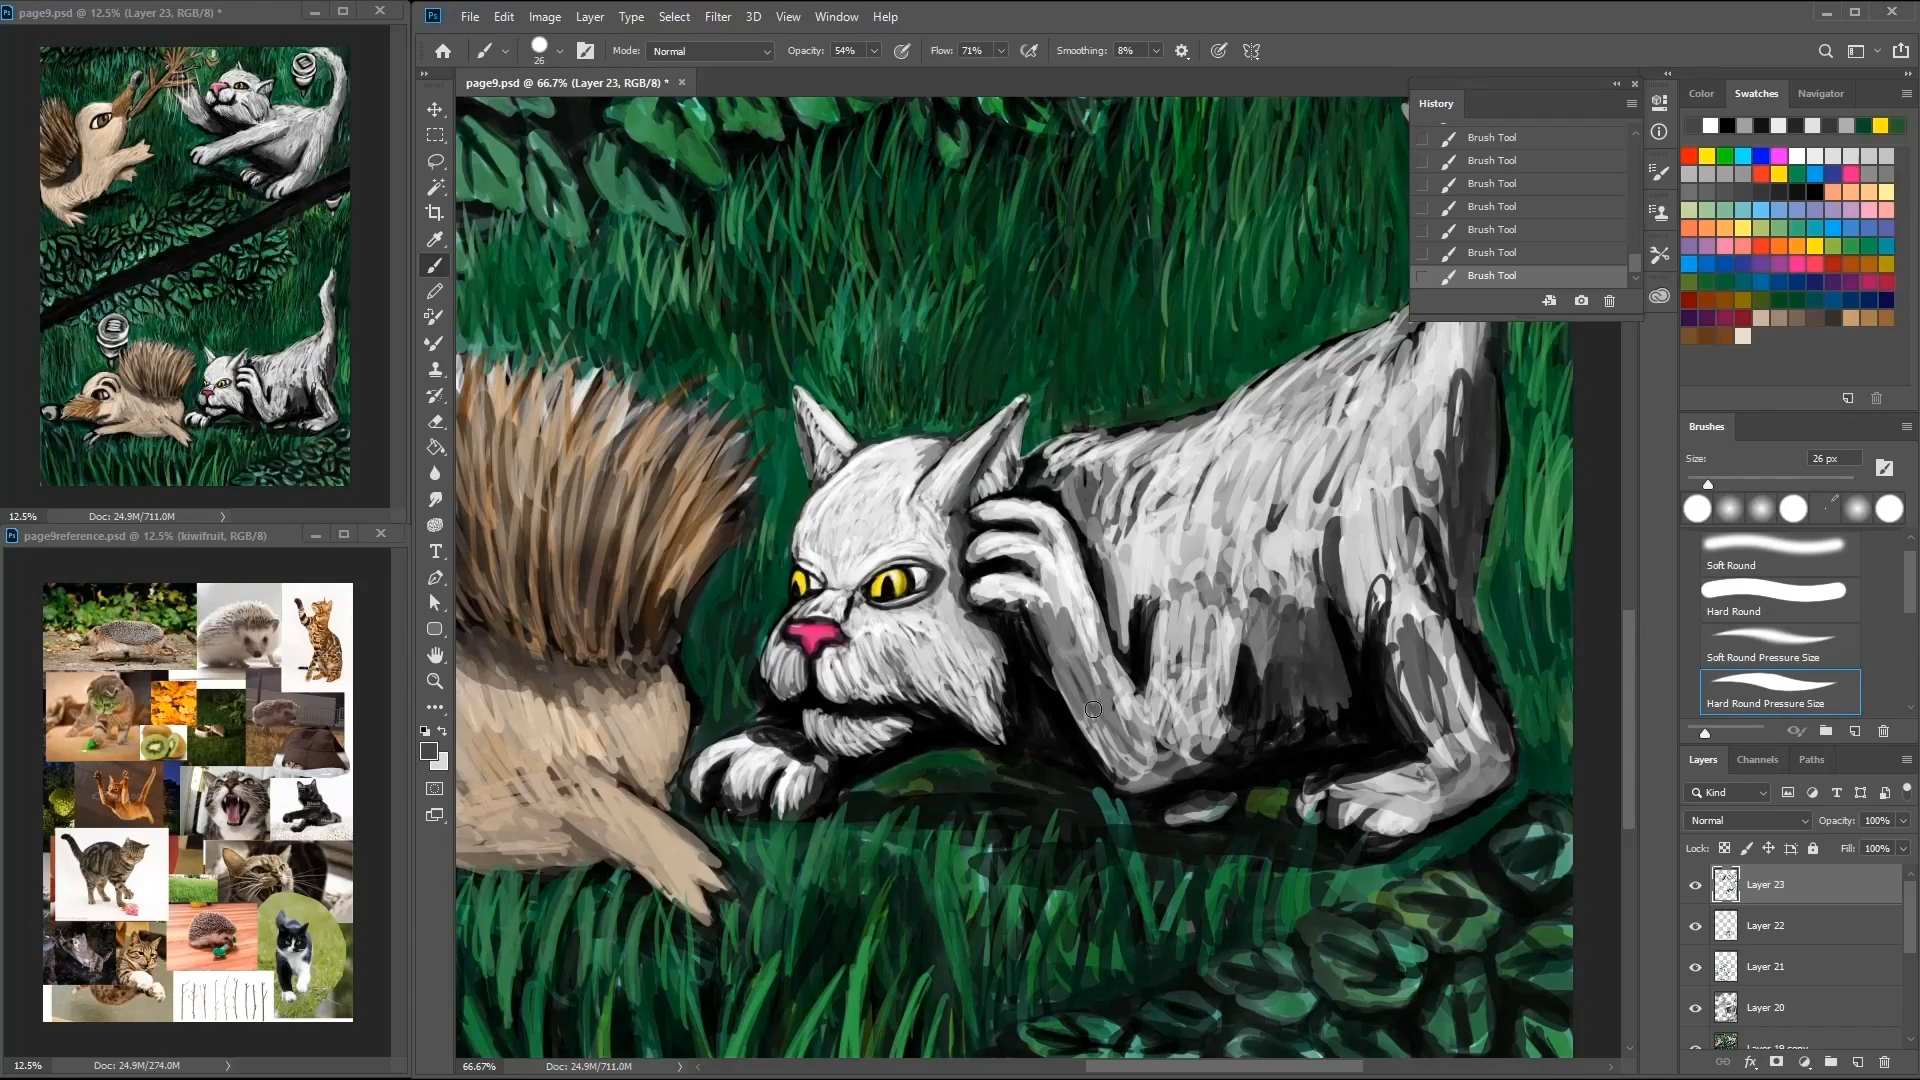 page9.psd @ 12.5% (Layer 23, RGB/8) *
12.5%
Doc: 24.9M/711.0M
page9reference.psd @ 12.5% (kiwifruit, RGB/8)
12.5%
Doc: 24.9M/274.0M
Ps
File Edit Image Layer Type Select Filter 3D View Window Help
26
Mode: Normal
Opacity: 54%
Flow: 71%
Smoothing: 8%
page9.psd @ 66.7% (Layer 23, RGB/8) *
History
Brush Tool
Brush Tool
Brush Tool
Brush Tool
Brush Tool
Brush Tool
Brush Tool
66.67%
Doc: 24.9M/711.0M
Color Swatches Navigator
Brushes
Size: 26 px
Soft Round
Hard Round
Soft Round Pressure Size
Hard Round Pressure Size
Layers Channels Paths
Kind
Normal Opacity: 100%
Lock: Fill: 100%
Layer 23
Layer 22
Layer 21
Layer 20
Layer 19 copy